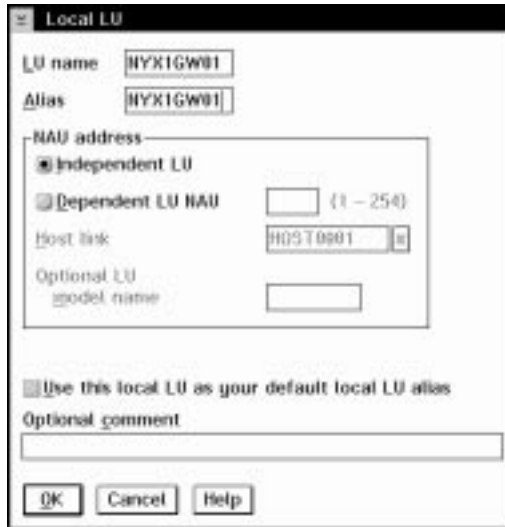 Local LU
LU name NYX1GW01
Alias NYX1GW01
NAU address
Independent LU
Dependent LU NAU (1 - 254)
Host link HOST0001
Optional LU
model name
Use this local LU as your default local LU alias
Optional comment
OK Cancel Help